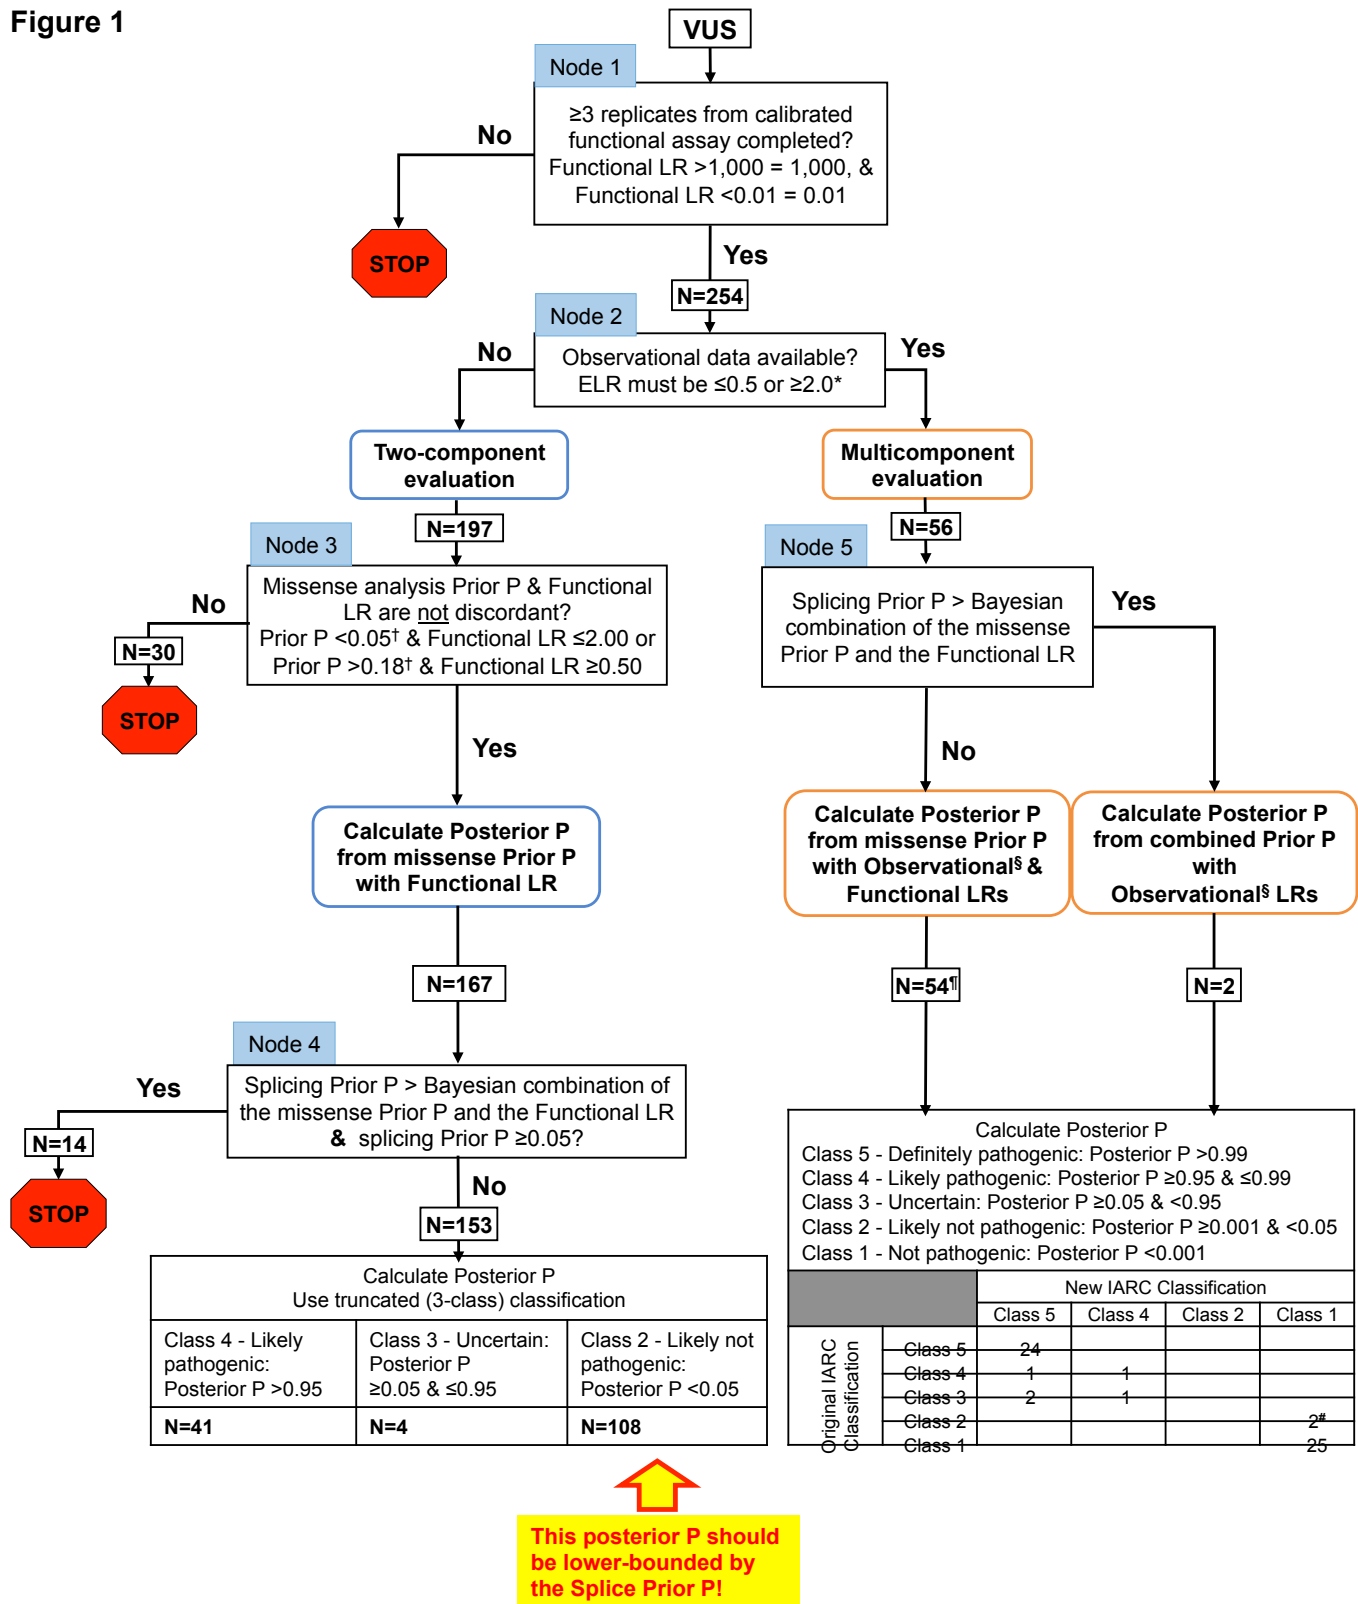 Figure 1
VUS
Node 1
≥3 replicates from calibrated
functional assay completed?
Functional LR >1,000 = 1,000, &
Functional LR <0.01 = 0.01
No
STOP
Yes
N=254
Node 2
Observational data available?
ELR must be ≤0.5 or ≥2.0*
No
Yes
Two-component
evaluation
Multicomponent
evaluation
N=197
N=56
Node 3
Missense analysis Prior P & Functional
LR are not discordant?
Prior P <0.05† & Functional LR ≤2.00 or
Prior P >0.18† & Functional LR ≥0.50
No
N=30
STOP
Yes
Node 5
Splicing Prior P > Bayesian
combination of the missense
Prior P and the Functional LR
Yes
No
Calculate Posterior P
from missense Prior P
with Functional LR
Calculate Posterior P
from missense Prior P
with Observational§ &
Functional LRs
Calculate Posterior P
from combined Prior P
with
Observational§ LRs
N=167
N=54¶
N=2
Node 4
Splicing Prior P > Bayesian combination of
the missense Prior P and the Functional LR
& splicing Prior P ≥0.05?
Yes
N=14
STOP
No
N=153
Calculate Posterior P
Use truncated (3-class) classification
Class 4 - Likely
pathogenic:
Posterior P >0.95
Class 3 - Uncertain:
Posterior P
≥0.05 & ≤0.95
Class 2 - Likely not
pathogenic:
Posterior P <0.05
N=41
N=4
N=108
Calculate Posterior P
Class 5 - Definitely pathogenic: Posterior P >0.99
Class 4 - Likely pathogenic: Posterior P ≥0.95 & ≤0.99
Class 3 - Uncertain: Posterior P ≥0.05 & <0.95
Class 2 - Likely not pathogenic: Posterior P ≥0.001 & <0.05
Class 1 - Not pathogenic: Posterior P <0.001
New IARC Classification
Class 5 Class 4 Class 2 Class 1
Original IARC
Classification
Class 5 24
Class 4 1 1
Class 3 2 1
Class 2 2#
Class 1 25
This posterior P should
be lower-bounded by
the Splice Prior P!